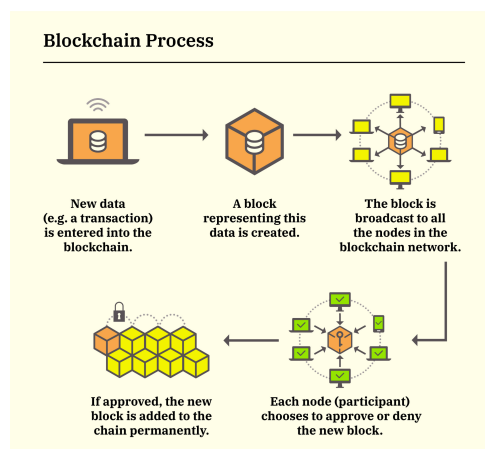 Blockchain Process
New data
(e.g. a transaction)
is entered into the
blockchain.
A block
representing this
data is created.
The block is
broadcast to all
the nodes in the
blockchain network.
Each node (participant)
chooses to approve or deny
the new block.
If approved, the new
block is added to the
chain permanently.